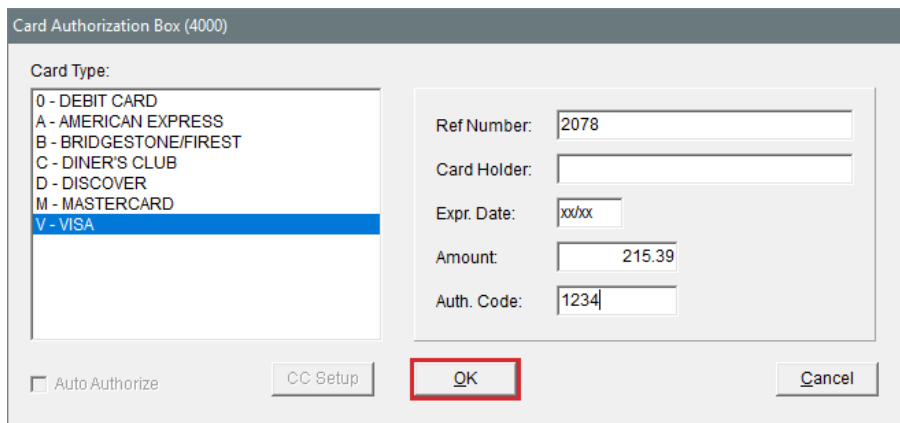 Card Authorization Box (4000)
Card Type:
0 - DEBIT CARD
A - AMERICAN EXPRESS
B - BRIDGESTONE/FIREST
C - DINER'S CLUB
D - DISCOVER
M - MASTERCARD
V - VISA
Ref Number: 2078
Card Holder:
Expr. Date: xx/xx
Amount: 215.39
Auth. Code: 1234
Auto Authorize
CC Setup
OK
Cancel